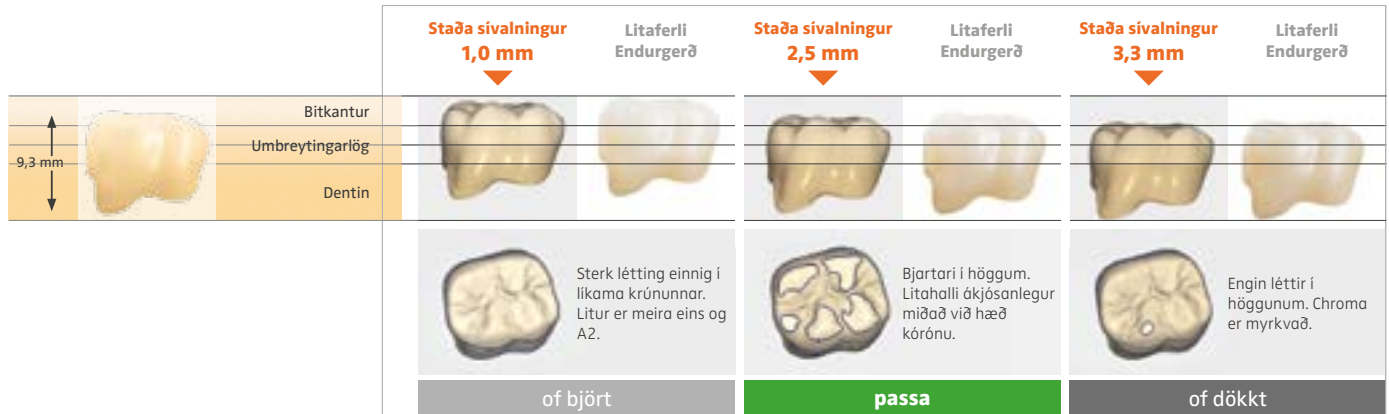 Staða sívalningur
1,0 mm
Litaferli
Endurgerð
Staða sívalningur
2,5 mm
Litaferli
Endurgerð
Staða sívalningur
3,3 mm
Litaferli
Endurgerð
9,3 mm
Bitkantur
Umbreytingarlög
Dentin
Sterk létting einnig í
líkama krúnunnar.
Litur er meira eins og
A2.
Bjartari í höggum.
Litahalli ákjósanlegur
miðað við hæð
kórónu.
Engin léttir í
höggunum. Chroma
er myrkvað.
of björt
passa
of dökkt